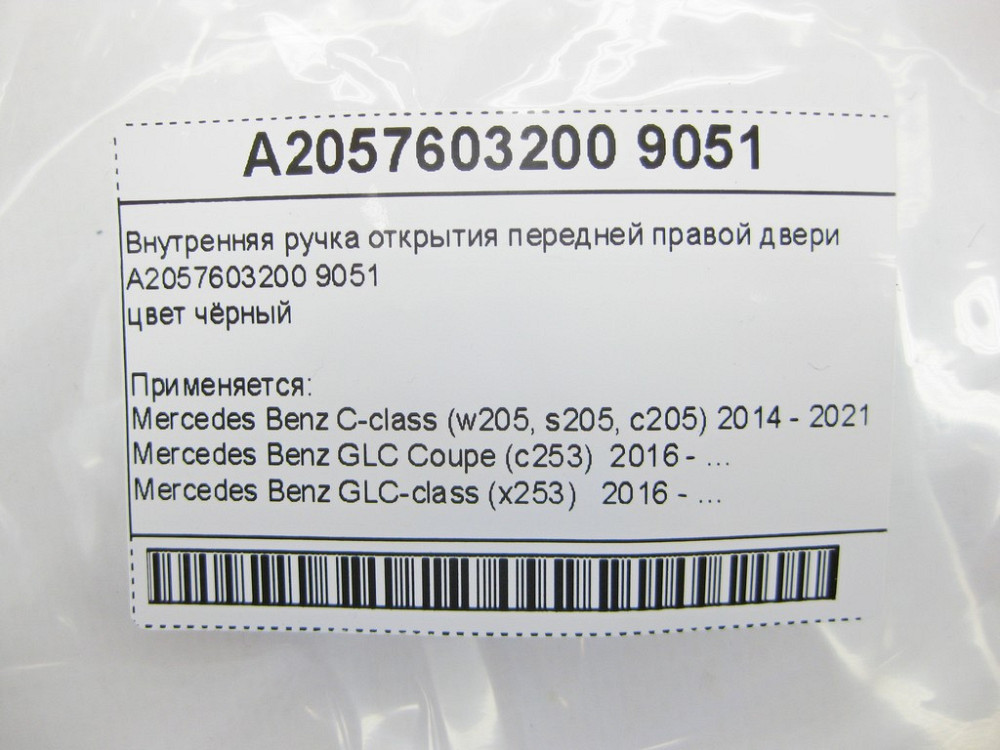 A2057603200 9051
Внутренняя ручка открытия передней правой двери
A2057603200 9051
цвет чёрный
Применяется:
Mercedes Benz C-class (w205, s205, c205) 2014 - 2021
Mercedes Benz GLC Coupe (c253) 2016 - ...
Mercedes Benz GLC-class (x253) 2016 - ...